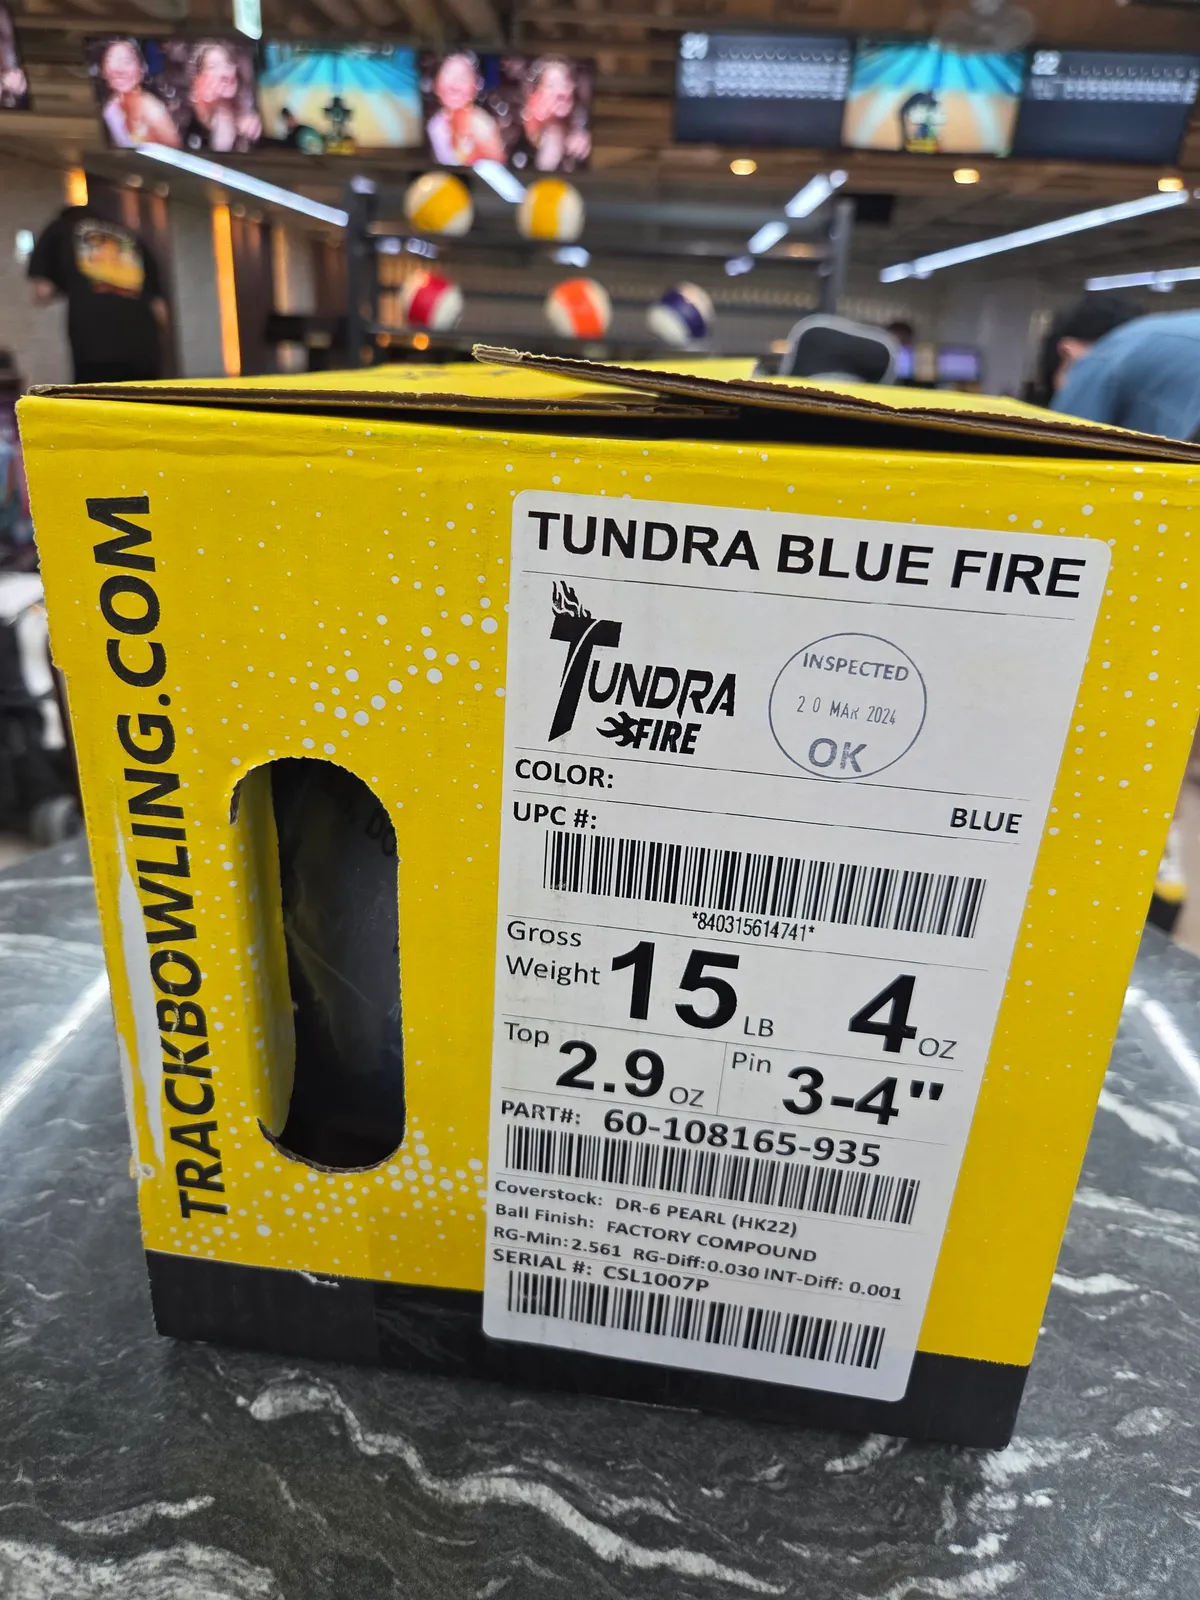 22
TRACKBOWLING.COM
TUNDRA BLUE FIRE
TUNDRA
FIRE
INSPECTED
20 MAR 2024
OK
COLOR:
BLUE
UPC #:
*840315614741*
Gross
Weight
15 LB 4 OZ
Top 2.9 OZ Pin 3-4"
PART#: 60-108165-935
Coverstock: DR-6 PEARL (HK22)
Ball Finish: FACTORY COMPOUND
RG-Min: 2.561 RG-Diff: 0.030 INT-Diff: 0.001
SERIAL #: CSL1007P